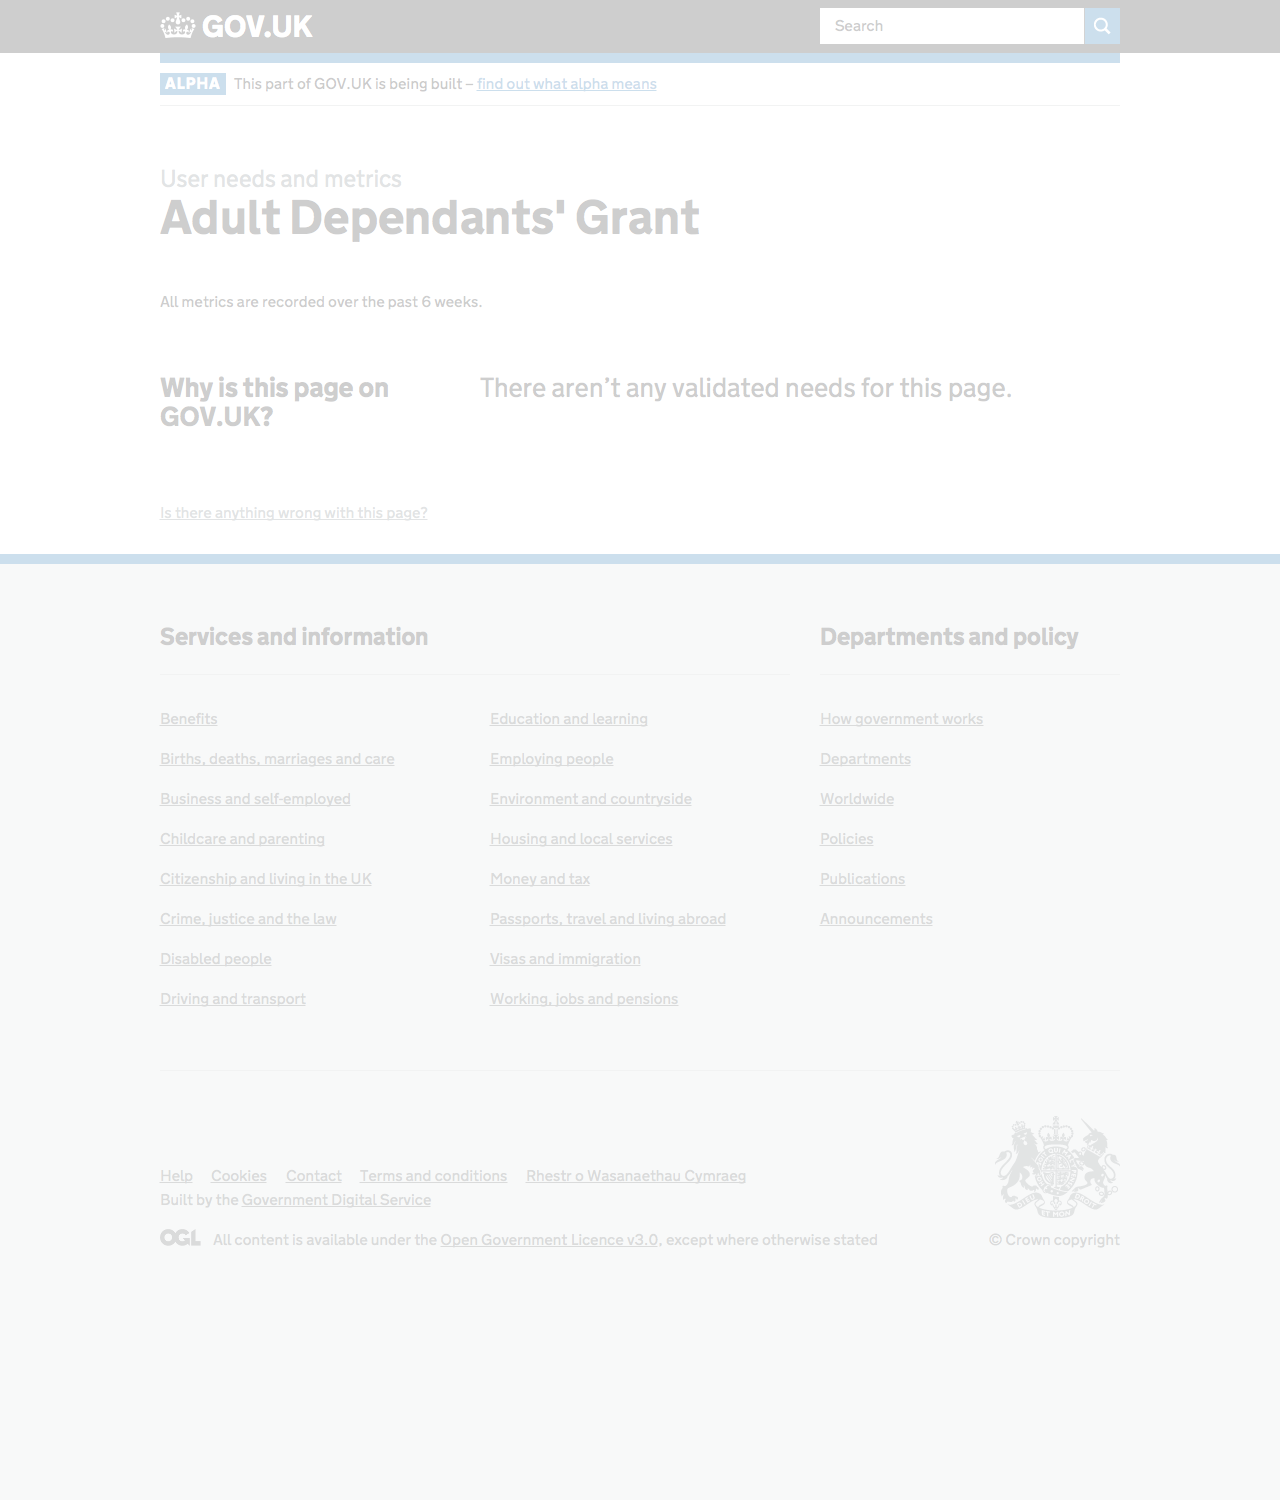 GOV.UK
Search
ALPHA This part of GOV.UK is being built – find out what alpha means
User needs and metrics
Adult Dependants' Grant
All metrics are recorded over the past 6 weeks.
Why is this page on
GOV.UK?
There aren’t any validated needs for this page.
Is there anything wrong with this page?
Services and information
Departments and policy
Benefits
Births, deaths, marriages and care
Business and self-employed
Childcare and parenting
Citizenship and living in the UK
Crime, justice and the law
Disabled people
Driving and transport
Education and learning
Employing people
Environment and countryside
Housing and local services
Money and tax
Passports, travel and living abroad
Visas and immigration
Working, jobs and pensions
How government works
Departments
Worldwide
Policies
Publications
Announcements
Help Cookies Contact Terms and conditions Rhestr o Wasanaethau Cymraeg
Built by the Government Digital Service
OGL All content is available under the Open Government Licence v3.0, except where otherwise stated
© Crown copyright